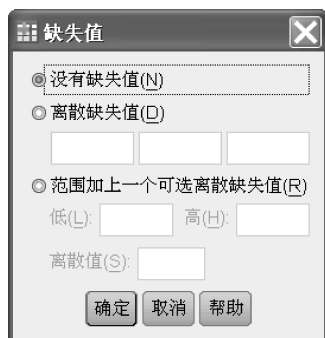 缺失值
没有缺失值(N)
离散缺失值(D)
范围加上一个可选离散缺失值(R)
低(L): 高(H):
离散值(S):
确定 取消 帮助